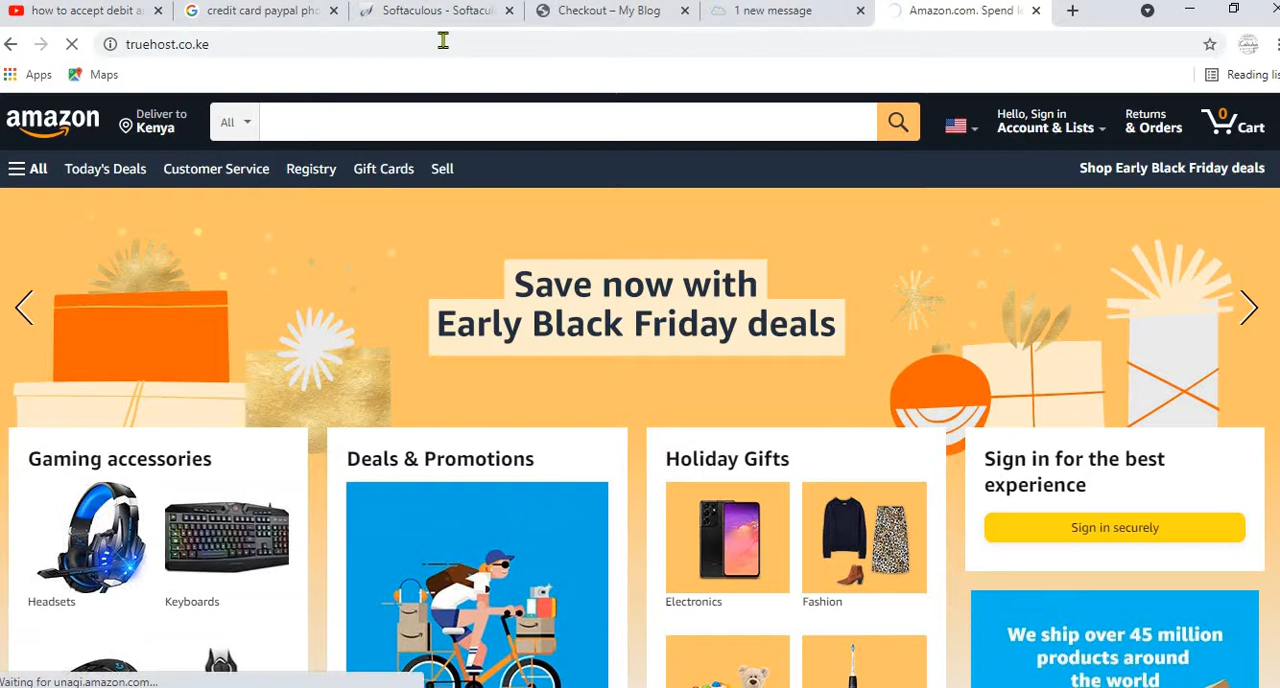 how to accept debit a
credit card paypal pho
Softaculous - Softacul
Checkout – My Blog
1 new message
Amazon.com. Spend le
truehost.co.ke
Apps
Maps
Reading lis
amazon
Deliver to
Kenya
All
Hello, Sign in
Account & Lists
Returns
& Orders
0
Cart
All
Today's Deals
Customer Service
Registry
Gift Cards
Sell
Shop Early Black Friday deals
Save now with
Early Black Friday deals
Gaming accessories
Headsets
Keyboards
Deals & Promotions
Holiday Gifts
Electronics
Fashion
Sign in for the best
experience
Sign in securely
We ship over 45 million
products around
the world
Waiting for unagi.amazon.com...